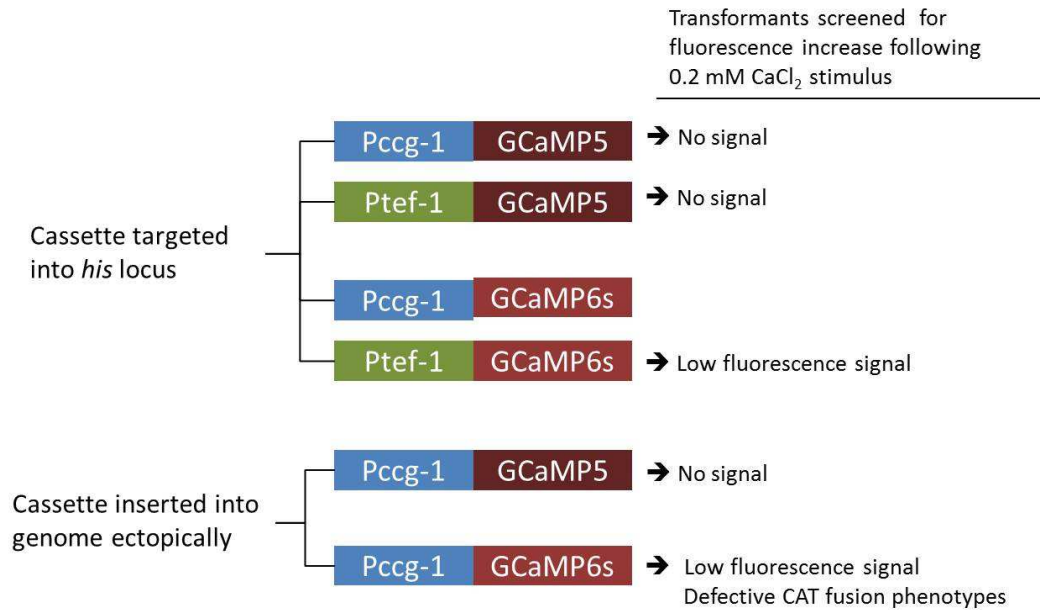 Transformants screened for
fluorescence increase following
0.2 mM CaCl₂ stimulus
Cassette targeted
into his locus
Pccg-1 GCaMP5 ➔ No signal
Ptef-1 GCaMP5 ➔ No signal
Pccg-1 GCaMP6s
Ptef-1 GCaMP6s ➔ Low fluorescence signal
Cassette inserted into
genome ectopically
Pccg-1 GCaMP5 ➔ No signal
Pccg-1 GCaMP6s ➔ Low fluorescence signal
Defective CAT fusion phenotypes